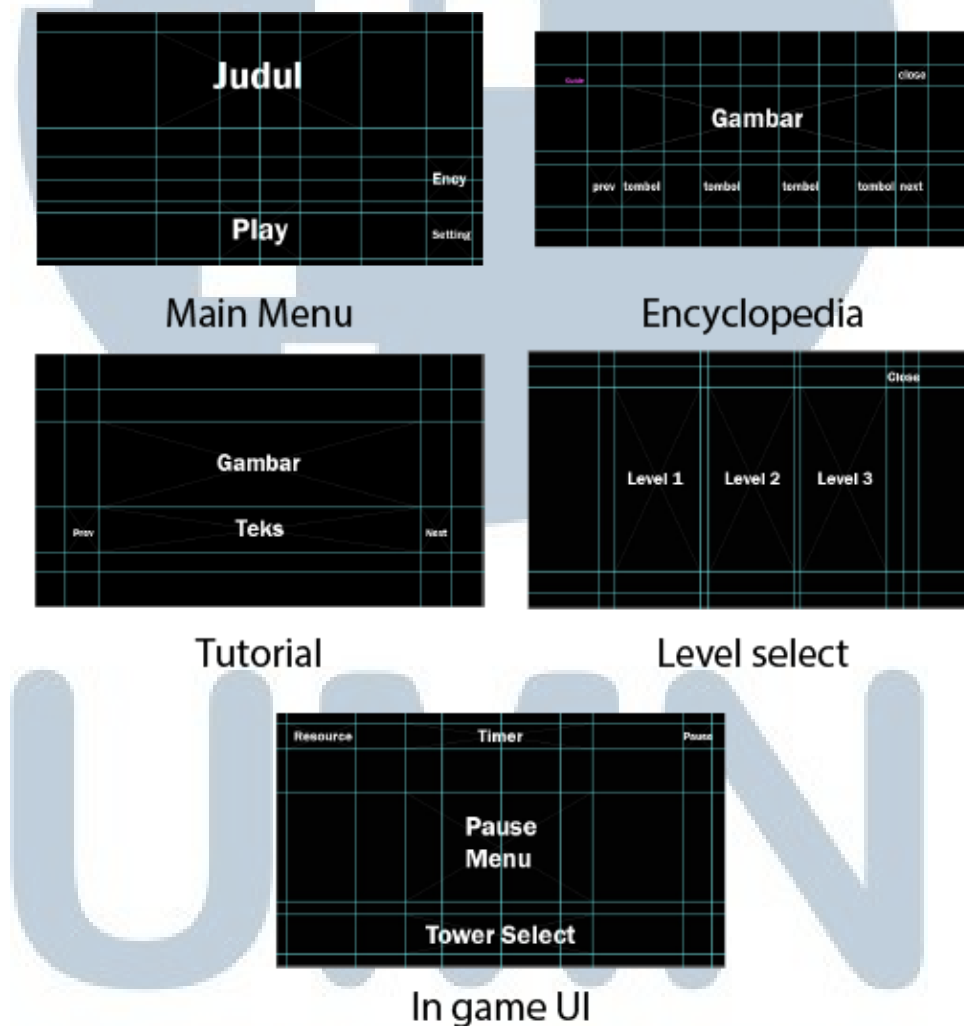 Judul
Ency
Play
Setting
Main Menu
Guide
close
Gambar
prev tombol tombol tombol tombol next
Encyclopedia
Gambar
Prev Teks Next
Tutorial
Close
Level 1 Level 2 Level 3
Level select
Resource Timer Pause
Pause
Menu
Tower Select
In game UI
UMN